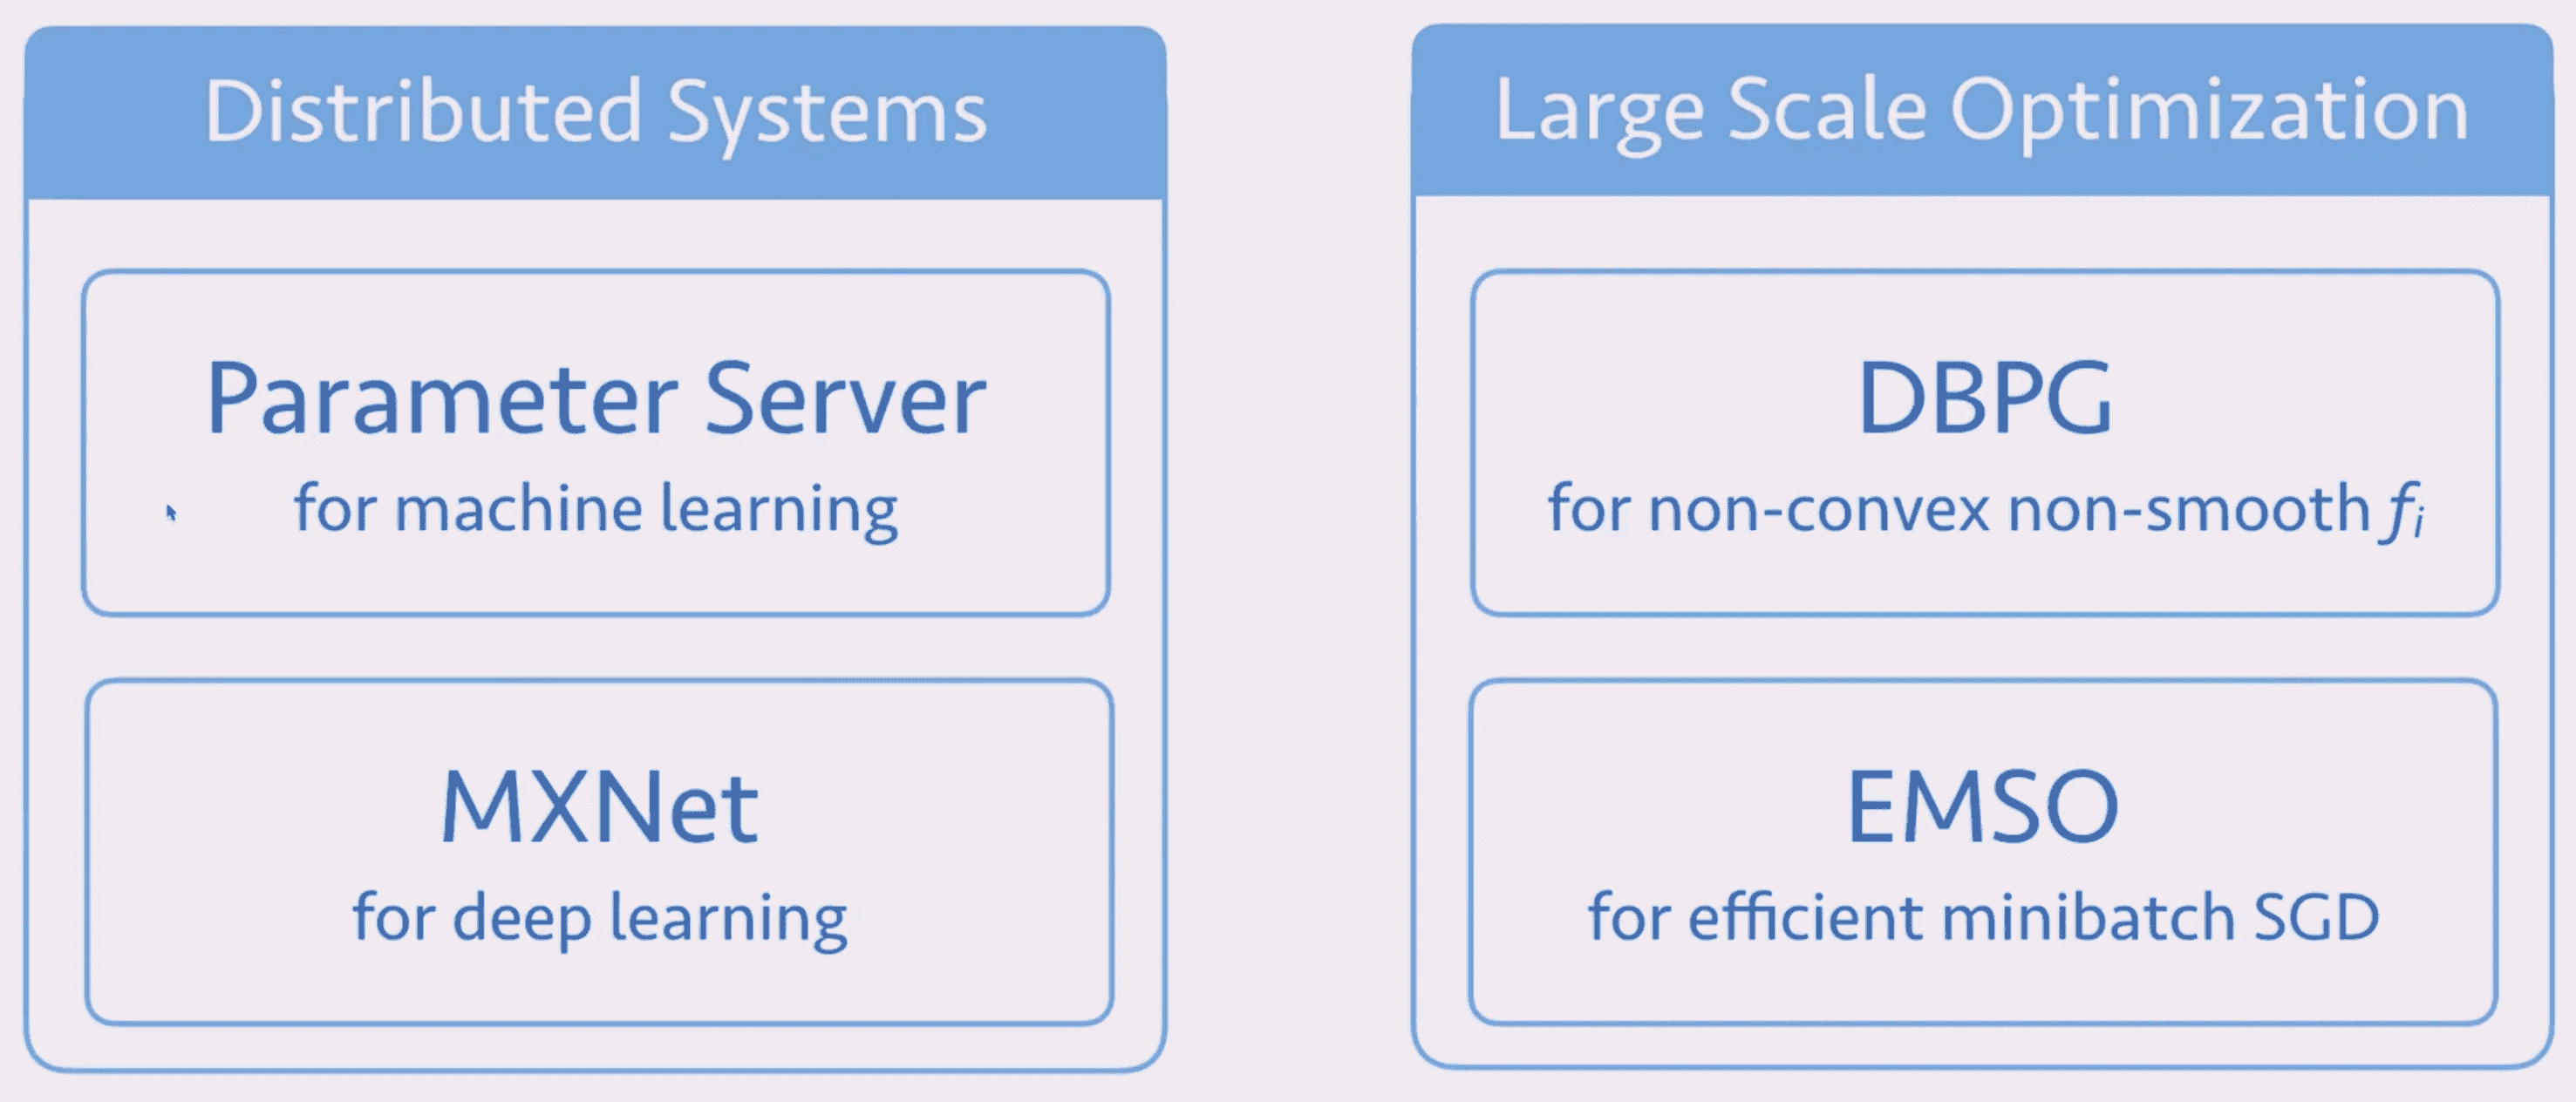 Distributed Systems
Parameter Server
for machine learning
MXNet
for deep learning
Large Scale Optimization
DBPG
for non-convex non-smooth fᵢ
EMSO
for efficient minibatch SGD